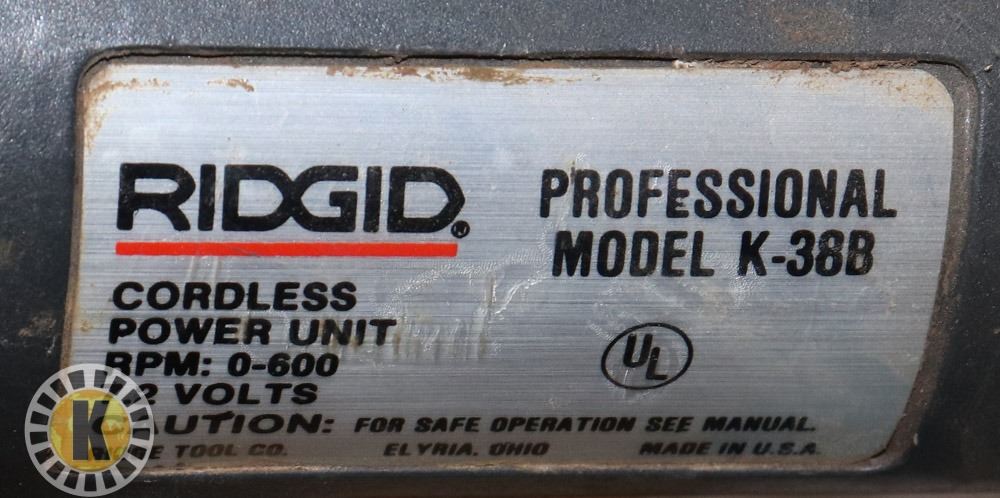 RIDGID®
PROFESSIONAL
MODEL K-38B
CORDLESS
POWER UNIT
RPM: 0-600
VOLTS
UL
CAUTION: FOR SAFE OPERATION SEE MANUAL.
TOOL CO. ELYRIA, OHIO MADE IN U.S.A.
K